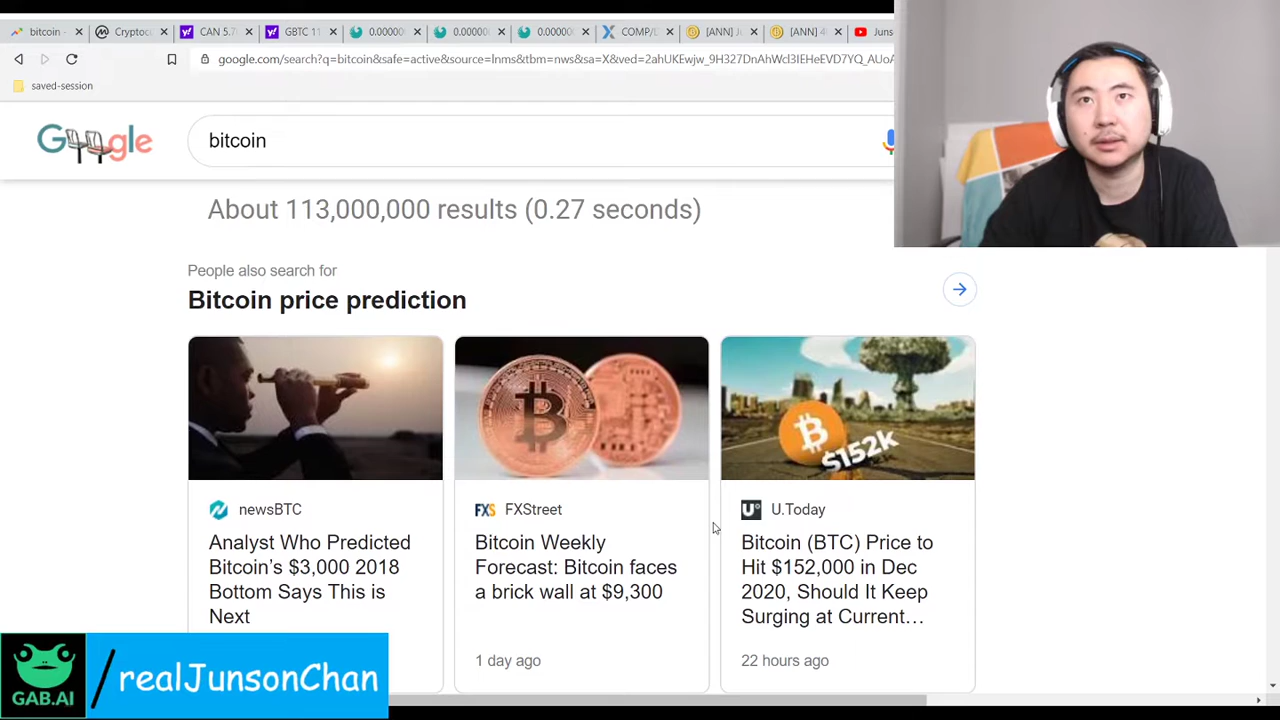 bitcoin -
Cryptoc
CAN 5.7
GBTC 11
0.00000
0.0000
0.0000
COMP/E
[ANN] J
[ANN] 4
Juns
google.com/search?q=bitcoin&safe=active&source=lnms&tbm=nws&sa=X&ved=2ahUKEwjw_9H327DnAhWcl3IEHeEVD7YQ_AUoA
saved-session
Google
bitcoin
About 113,000,000 results (0.27 seconds)
People also search for
Bitcoin price prediction
$152k
newsBTC
Analyst Who Predicted
Bitcoin’s $3,000 2018
Bottom Says This is
Next
FXS FXStreet
Bitcoin Weekly
Forecast: Bitcoin faces
a brick wall at $9,300
1 day ago
U.Today
Bitcoin (BTC) Price to
Hit $152,000 in Dec
2020, Should It Keep
Surging at Current…
22 hours ago
GAB.AI
/realJunsonChan